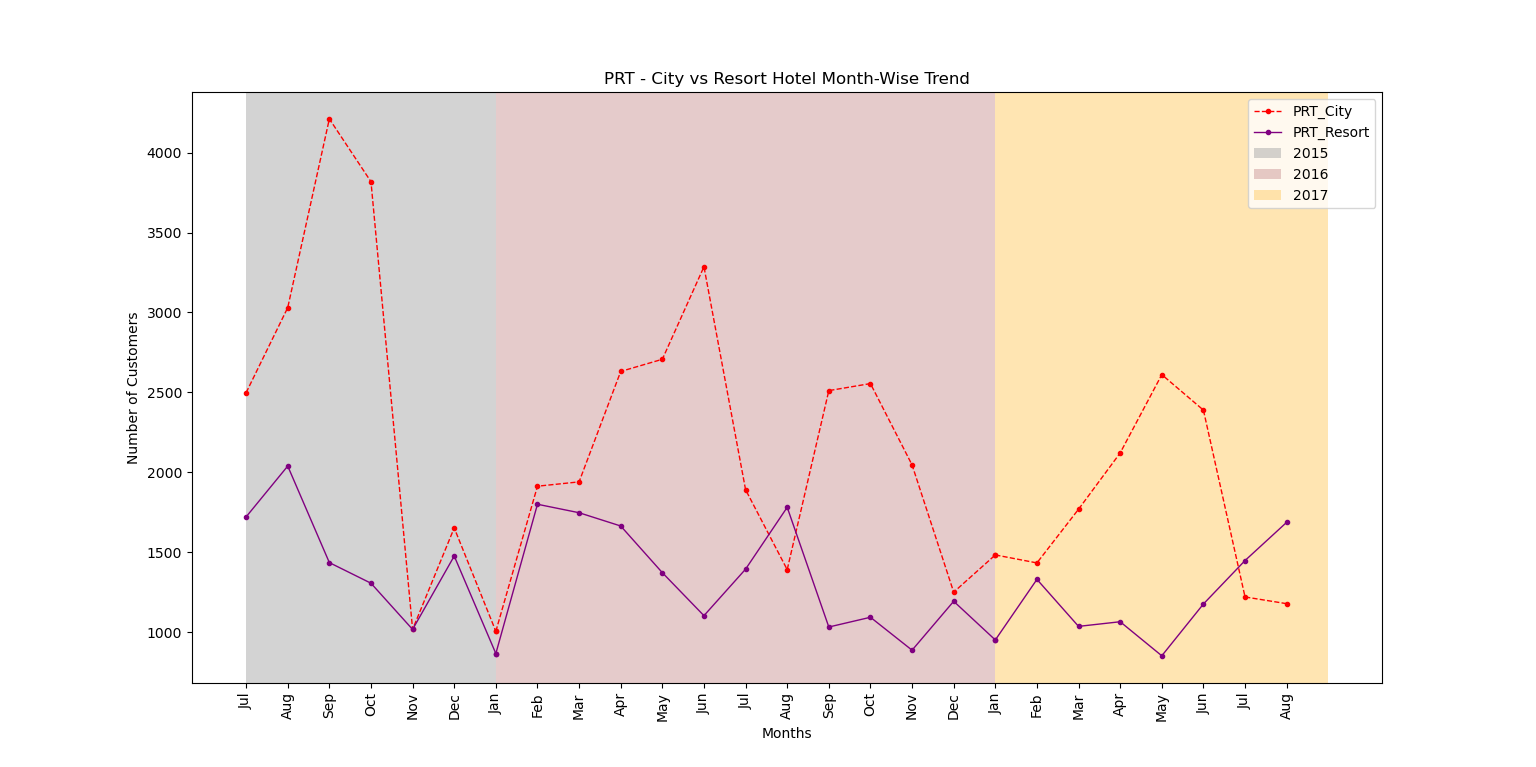 PRT - City vs Resort Hotel Month-Wise Trend
PRT_City
PRT_Resort
2015
2016
2017
Number of Customers
4000
3500
3000
2500
2000
1500
1000
Jul
Aug
Sep
Oct
Nov
Dec
Jan
Feb
Mar
Apr
May
Jun
Jul
Aug
Sep
Oct
Nov
Dec
Jan
Feb
Mar
Apr
May
Jun
Jul
Aug
Months